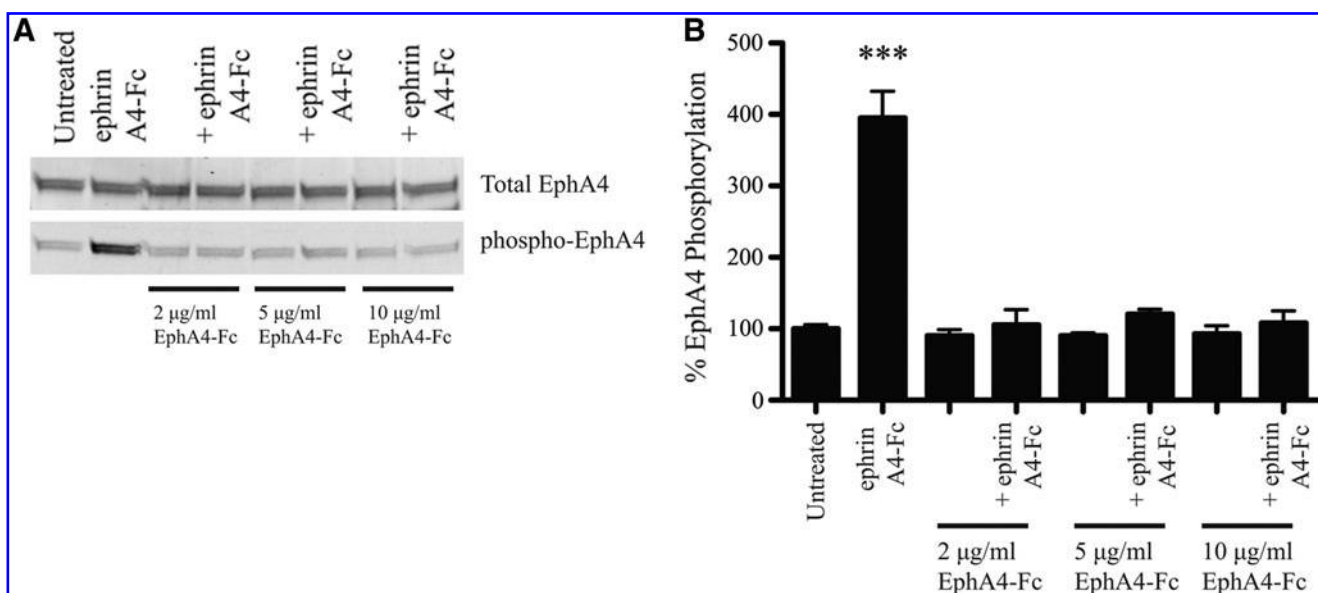 A
Untreated
ephrin
A4-Fc
+ ephrin
A4-Fc
+ ephrin
A4-Fc
+ ephrin
A4-Fc
Total EphA4
phospho-EphA4
2 μg/ml
EphA4-Fc
5 μg/ml
EphA4-Fc
10 μg/ml
EphA4-Fc
B
% EphA4 Phosphorylation
500
400
300
200
100
0
***
Untreated
ephrin
A4-Fc
+ ephrin
A4-Fc
+ ephrin
A4-Fc
+ ephrin
A4-Fc
2 μg/ml
EphA4-Fc
5 μg/ml
EphA4-Fc
10 μg/ml
EphA4-Fc